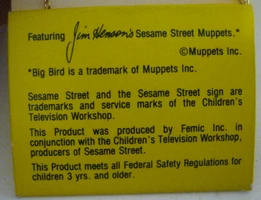 Featuring Jim Henson's Sesame Street Muppets.*
©Muppets Inc.
*Big Bird is a trademark of Muppets Inc.
Sesame Street and the Sesame Street sign are
trademarks and service marks of the Children's
Television Workshop.
This Product was produced by Femic Inc. in
conjunction with the Children's Television Workshop,
producers of Sesame Street.
This Product meets all Federal Safety Regulations for
children 3 yrs. and older.